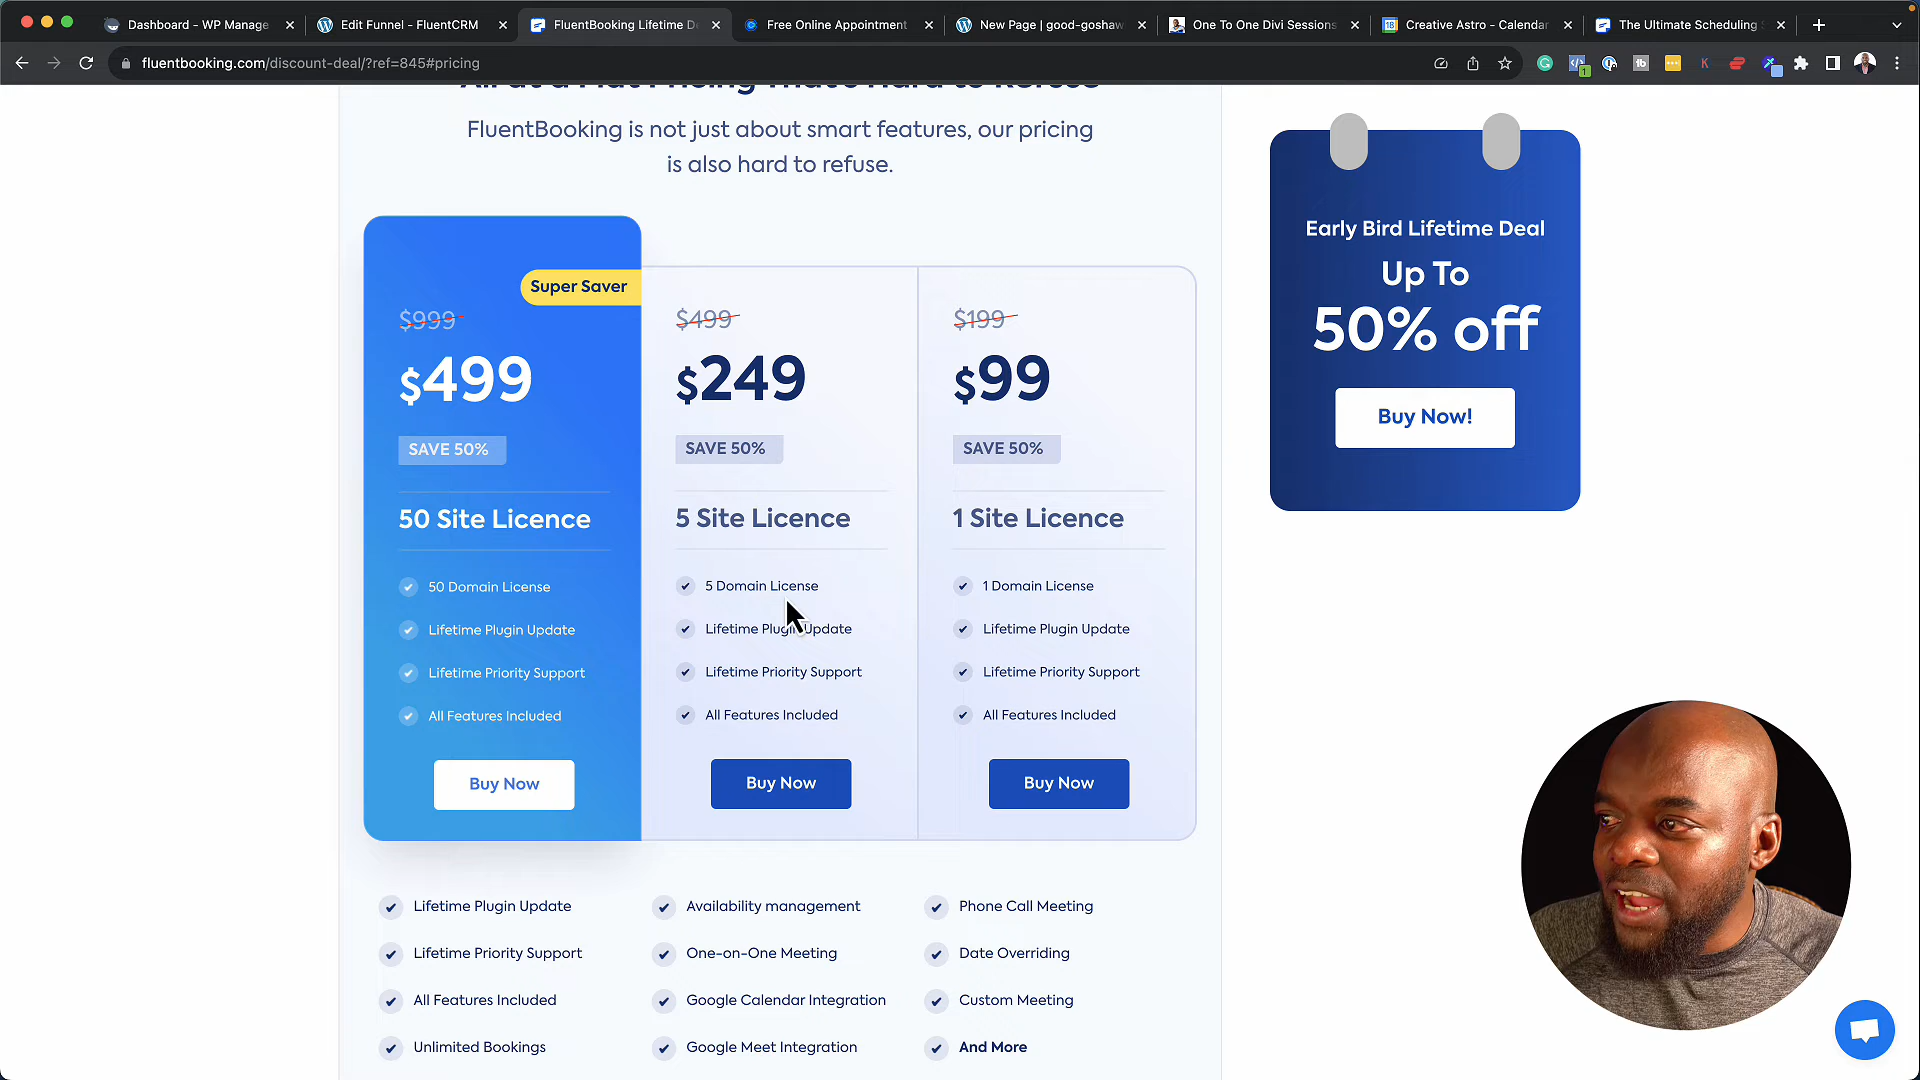 Dashboard - WP Manage
Edit Funnel - FluentCRM
FluentBooking Lifetime D
Free Online Appointment
New Page | good-goshaw
One To One Divi Sessions
Creative Astro - Calendar
The Ultimate Scheduling
fluentbooking.com/discount-deal/?ref=845#pricing
All at a Flat Pricing That's Hard to Refuse
FluentBooking is not just about smart features, our pricing
is also hard to refuse.
Super Saver
$999
$499
SAVE 50%
50 Site Licence
50 Domain License
Lifetime Plugin Update
Lifetime Priority Support
All Features Included
Buy Now
$499
$249
SAVE 50%
5 Site Licence
5 Domain License
Lifetime Plugin Update
Lifetime Priority Support
All Features Included
Buy Now
$199
$99
SAVE 50%
1 Site Licence
1 Domain License
Lifetime Plugin Update
Lifetime Priority Support
All Features Included
Buy Now
Early Bird Lifetime Deal
Up To
50% off
Buy Now!
Lifetime Plugin Update
Lifetime Priority Support
All Features Included
Unlimited Bookings
Availability management
One-on-One Meeting
Google Calendar Integration
Google Meet Integration
Phone Call Meeting
Date Overriding
Custom Meeting
And More